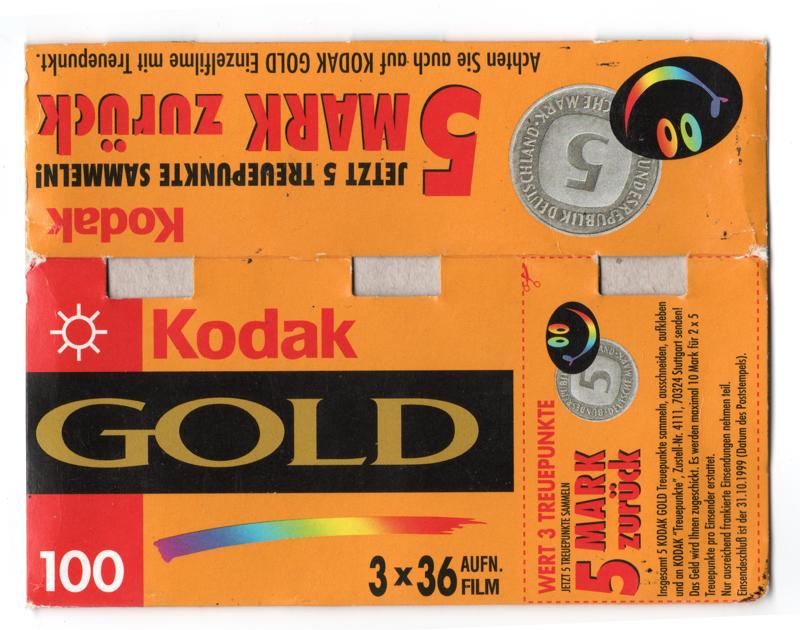 Achten Sie auch auf KODAK GOLD Einzelfilme mit Treuepunkt.
5 MARK zurück
JETZT 5 TREUEPUNKTE SAMMELN!
Kodak
BUNDESREPUBLIK DEUTSCHLAND·
5
Kodak
GOLD
100
3 x 36 AUFN.
FILM
WERT 3 TREUEPUNKTE
JETZT 5 TREUEPUNKTE SAMMELN
5 MARK
zurück
5
Insgesamt 5 KODAK GOLD Treuepunkte sammeln, ausschneiden, aufkleben
und an KODAK "Treuepunkte", Zustell-Nr. 4111, 70324 Stuttgart senden!
Das Geld wird Ihnen zugeschickt. Es werden maximal 10 Mark für 2 x 5
Treuepunkte pro Einsender erstattet.
Nur ausreichend frankierte Einsendungen nehmen teil.
Einsendeschluß ist der 31.10.1999 (Datum des Poststempels).